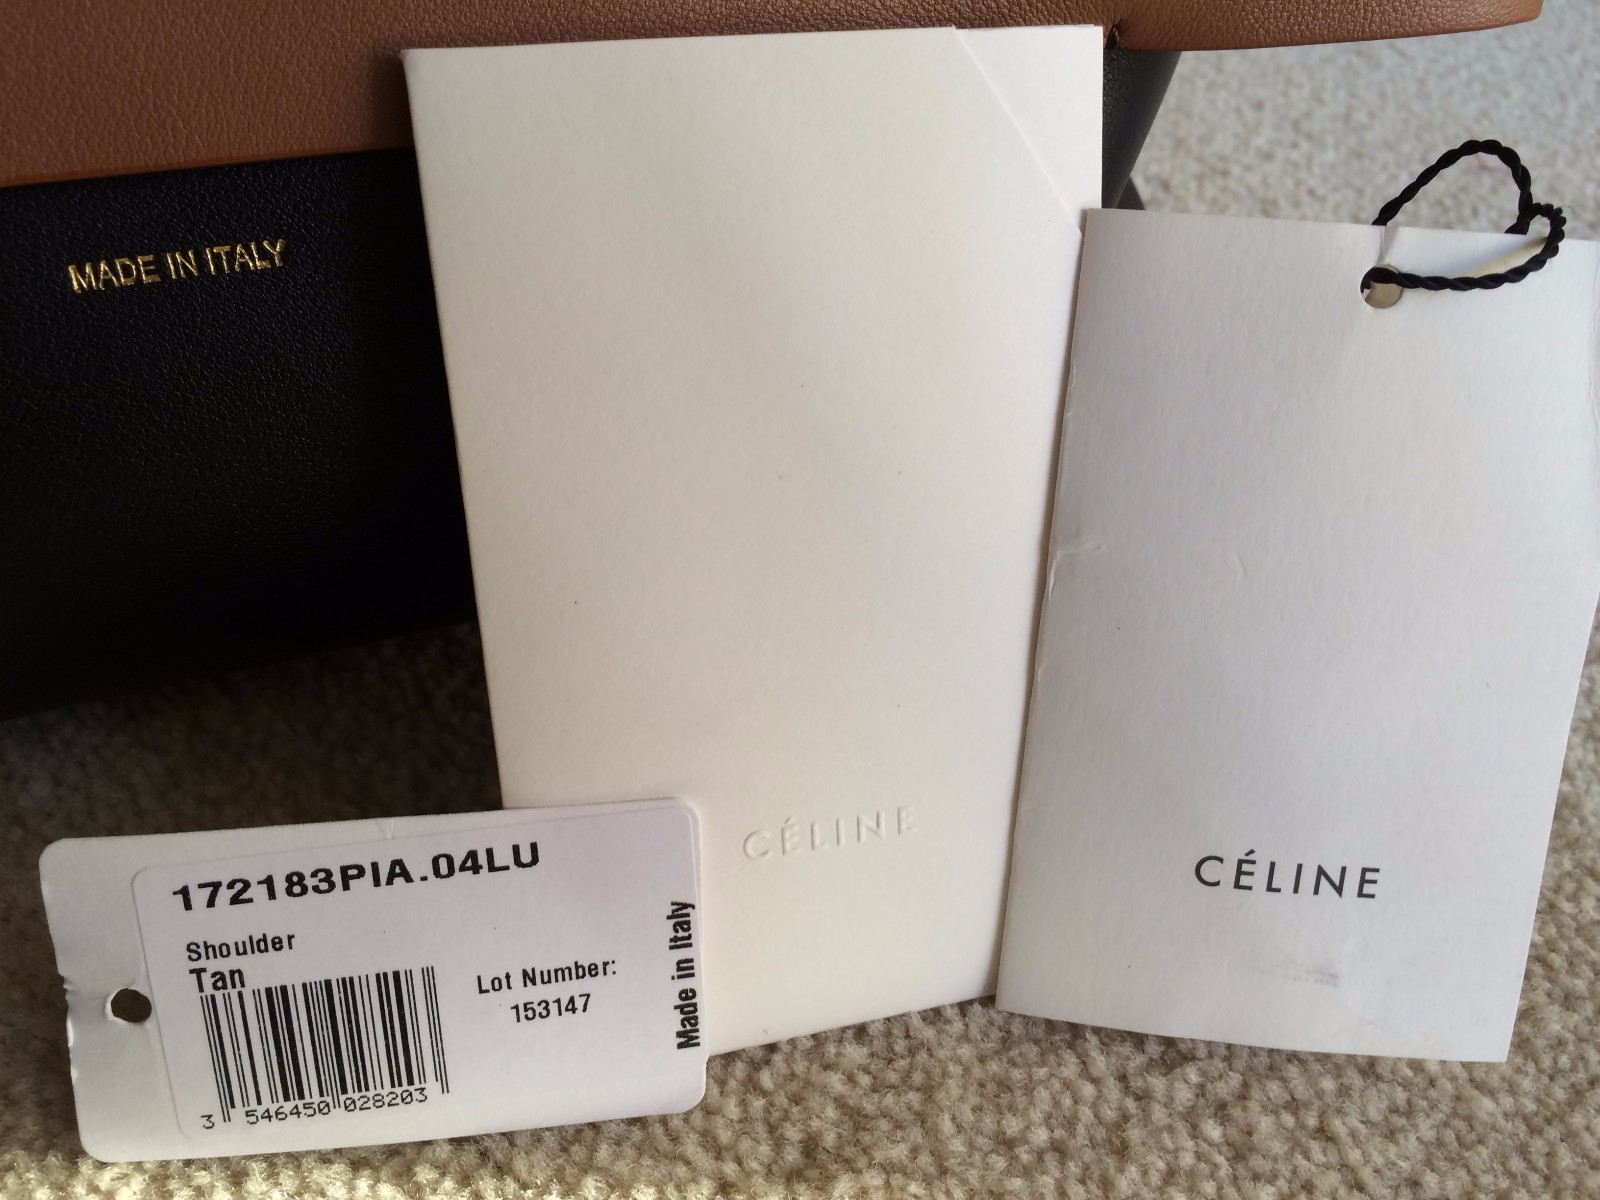 MADE IN ITALY
CÉLINE
CÉLINE
172183PIA.04LU
Shoulder
Tan
Lot Number:
153147
Made in Italy
3 546450 028203